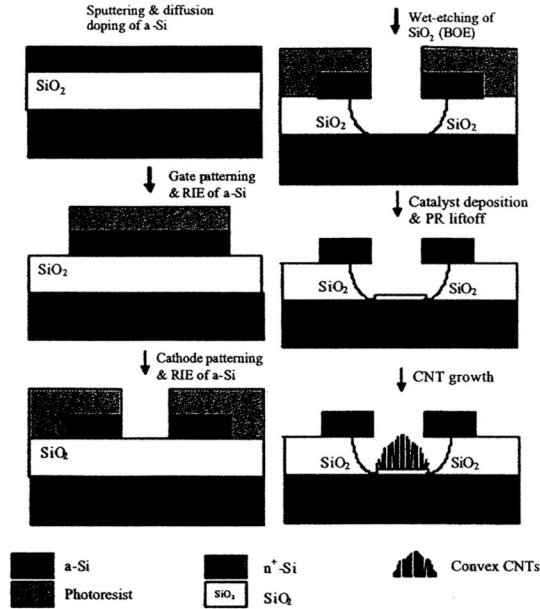 Sputtering & diffusion
doping of a-Si
SiO2
Gate patterning
& RIE of a-Si
SiO2
Cathode patterning
& RIE of a-Si
SiO2
Wet-etching of
SiO2 (BOE)
SiO2 SiO2
Catalyst deposition
& PR liftoff
SiO2 SiO2
CNT growth
SiO2 SiO2
a-Si n+-Si Convex CNTs
Photoresist SiO2 SiO2